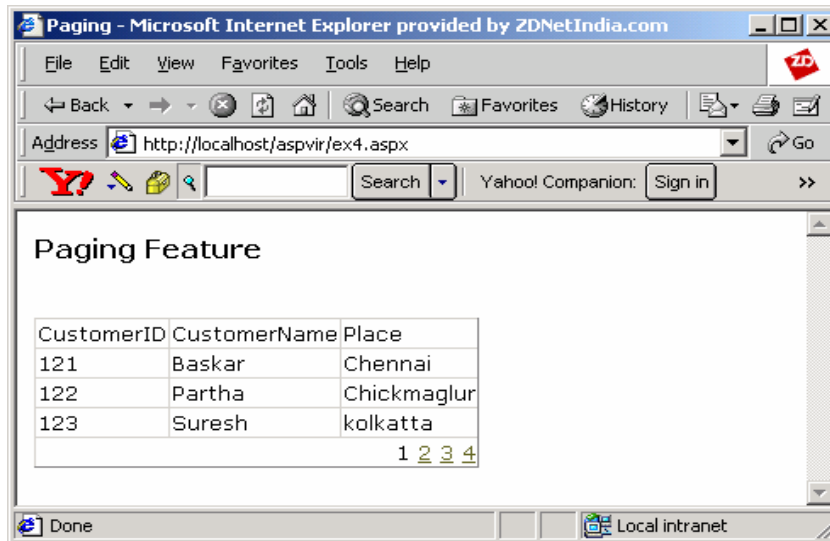 Paging - Microsoft Internet Explorer provided by ZDNetIndia.com
File Edit View Favorites Tools Help
ZD
Back Search Favorites History
Address http://localhost/aspvir/ex4.aspx Go
Y! Search Yahoo! Companion: Sign in »
Paging Feature
CustomerID CustomerName Place
121 Baskar Chennai
122 Partha Chickmaglur
123 Suresh kolkatta
1 2 3 4
Done Local intranet